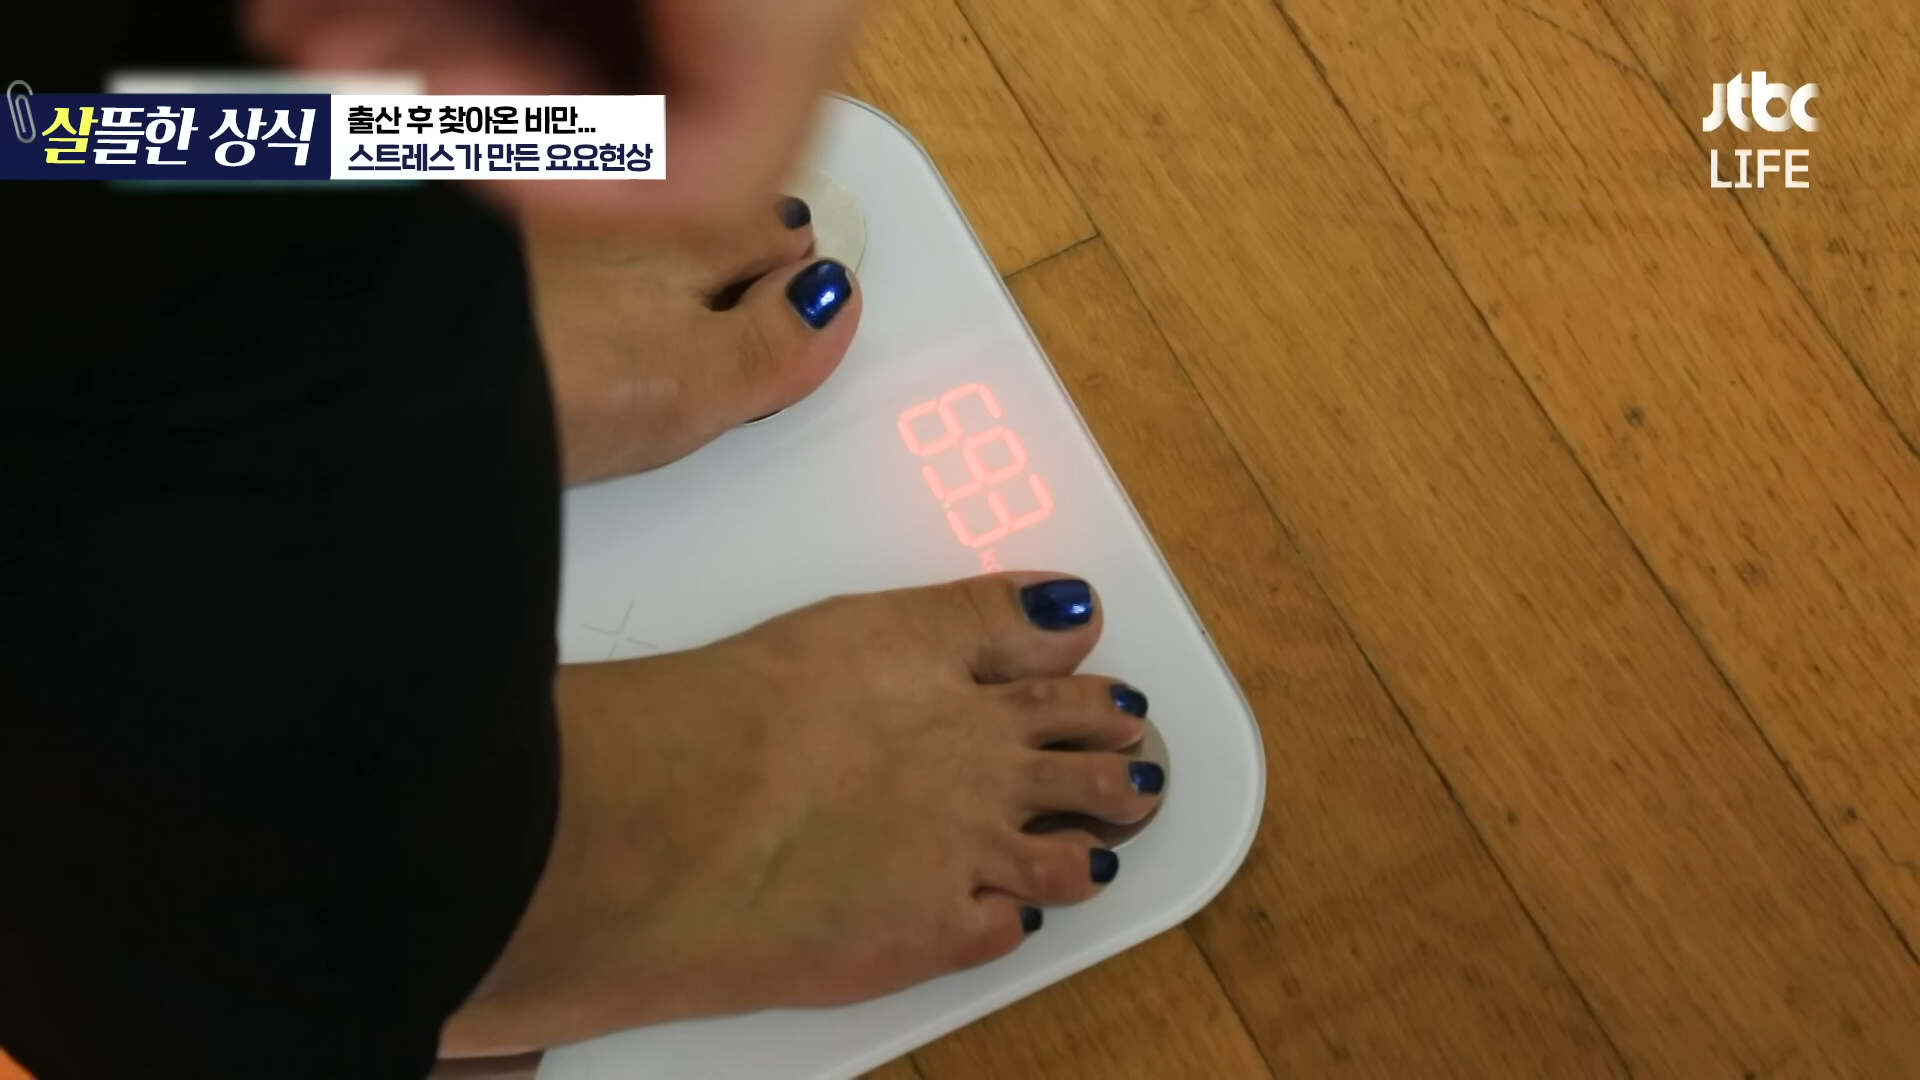 살뜰한 상식
출산 후 찾아온 비만...
스트레스가 만든 요요현상
jtbc
LIFE
69.3
kg